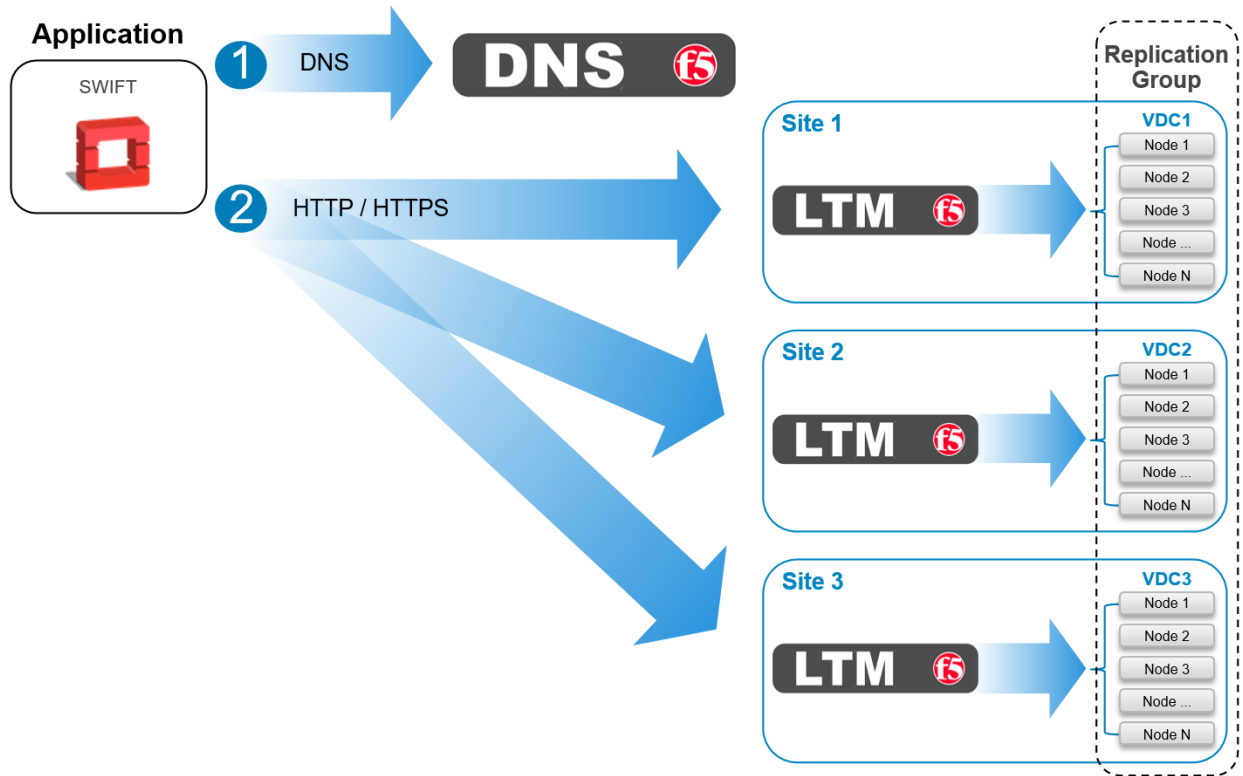 Application
SWIFT
1
DNS
DNS f5
2
HTTP / HTTPS
Replication
Group
Site 1
VDC1
LTM f5
Node 1
Node 2
Node 3
Node ...
Node N
Site 2
VDC2
LTM f5
Node 1
Node 2
Node 3
Node ...
Node N
Site 3
VDC3
LTM f5
Node 1
Node 2
Node 3
Node ...
Node N